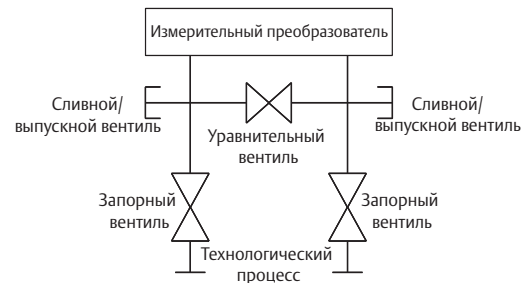 Измерительный преобразователь
Сливной/
выпускной вентиль
Сливной/
выпускной вентиль
Уравнительный
вентиль
Запорный
вентиль
Запорный
вентиль
Технологический
процесс